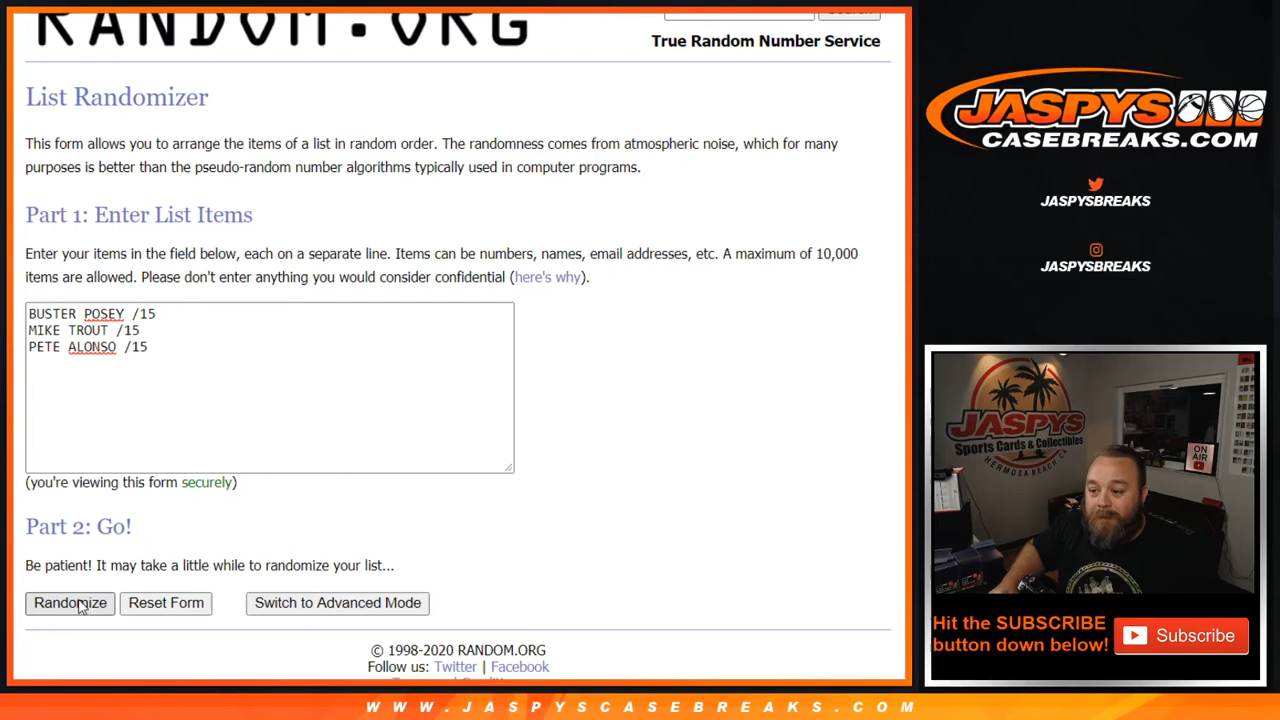 RANDOM.ORG
Search
True Random Number Service
List Randomizer
This form allows you to arrange the items of a list in random order. The randomness comes from atmospheric noise, which for many
purposes is better than the pseudo-random number algorithms typically used in computer programs.
Part 1: Enter List Items
Enter your items in the field below, each on a separate line. Items can be numbers, names, email addresses, etc. A maximum of 10,000
items are allowed. Please don't enter anything you would consider confidential (here's why).
BUSTER POSEY /15
MIKE TROUT /15
PETE ALONSO /15
(you're viewing this form securely)
Part 2: Go!
Be patient! It may take a little while to randomize your list...
Randomize Reset Form Switch to Advanced Mode
© 1998-2020 RANDOM.ORG
Follow us: Twitter | Facebook
JASPYS
CASEBREAKS.COM
JASPYSBREAKS
JASPYSBREAKS
JASPYS
Sports Cards & Collectibles
HERMOSA BEACH, CA
ON
AIR
Hit the SUBSCRIBE
button down below!
Subscribe
WWW.JASPYSCASEBREAKS.COM